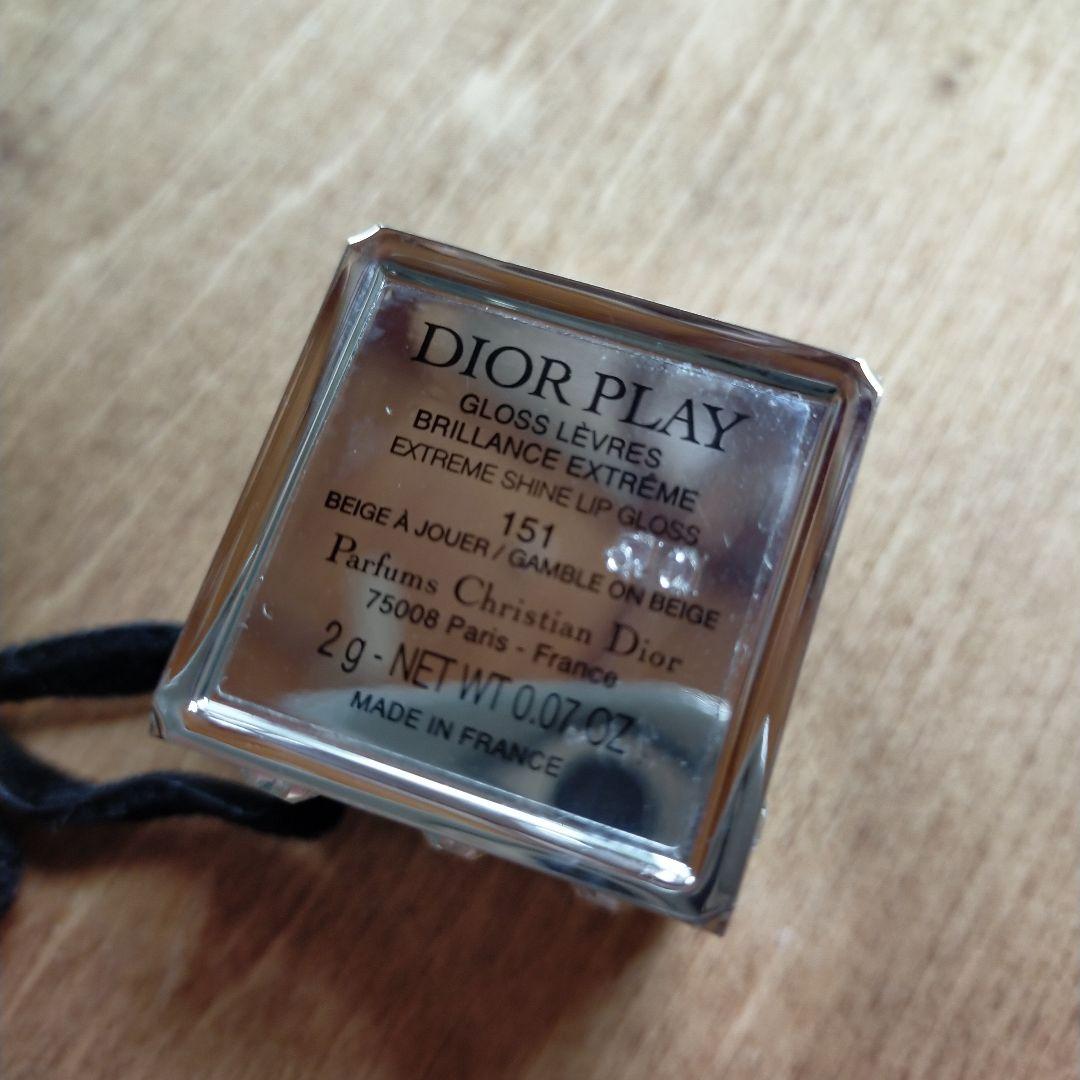 DIOR PLAY
GLOSS LÈVRES
BRILLANCE EXTRÊME
EXTREME SHINE LIP GLOSS
151
BEIGE À JOUER / GAMBLE ON BEIGE
Parfums Christian Dior
75008 Paris - France
2 g - NET WT 0.07 OZ
MADE IN FRANCE